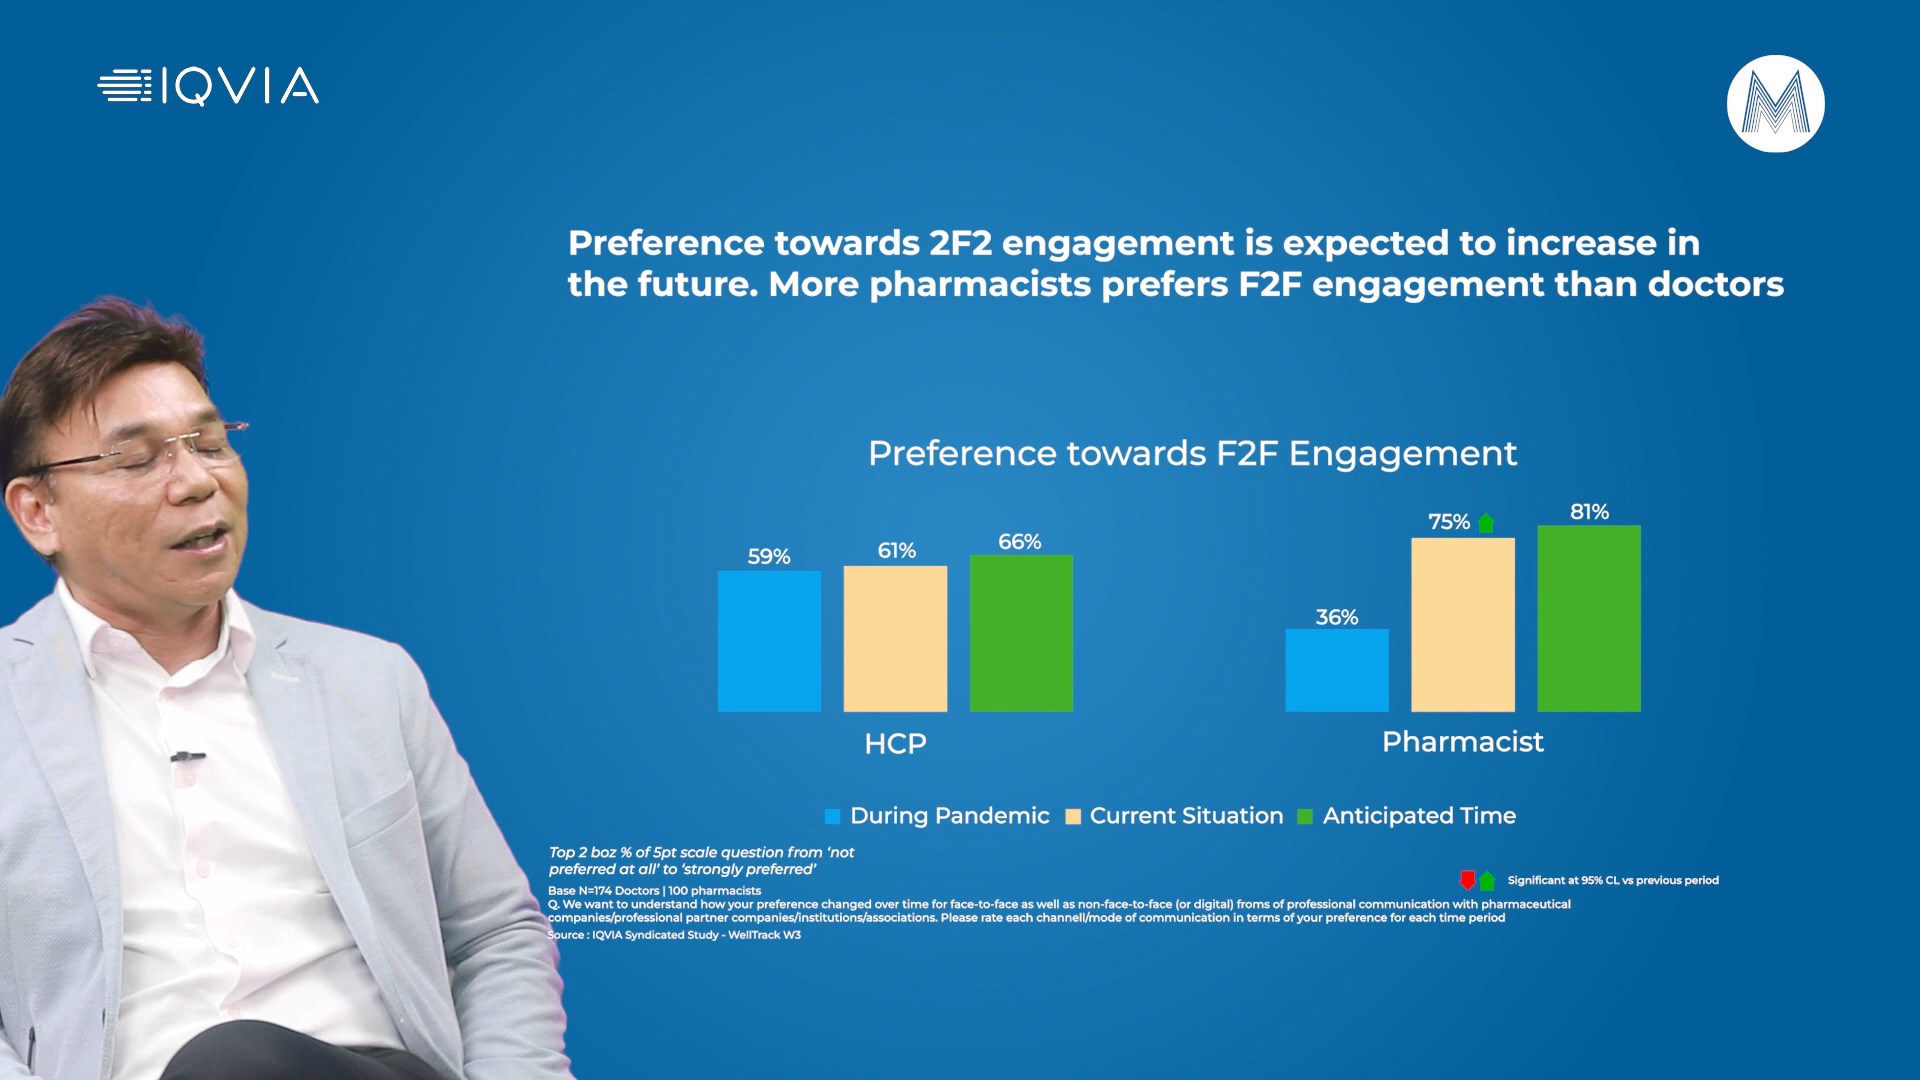 IQVIA
M
Preference towards 2F2 engagement is expected to increase in
the future. More pharmacists prefers F2F engagement than doctors
Preference towards F2F Engagement
59%
61%
66%
36%
75%
81%
HCP
Pharmacist
During Pandemic
Current Situation
Anticipated Time
Top 2 boz % of 5pt scale question from ‘not
preferred at all’ to ‘strongly preferred’
Significant at 95% CL vs previous period
Base N=174 Doctors | 100 pharmacists
Q. We want to understand how your preference changed over time for face-to-face as well as non-face-to-face (or digital) froms of professional communication with pharmaceutical
companies/professional partner companies/institutions/associations. Please rate each channel/mode of communication in terms of your preference for each time period
Source : IQVIA Syndicated Study - WellTrack W3